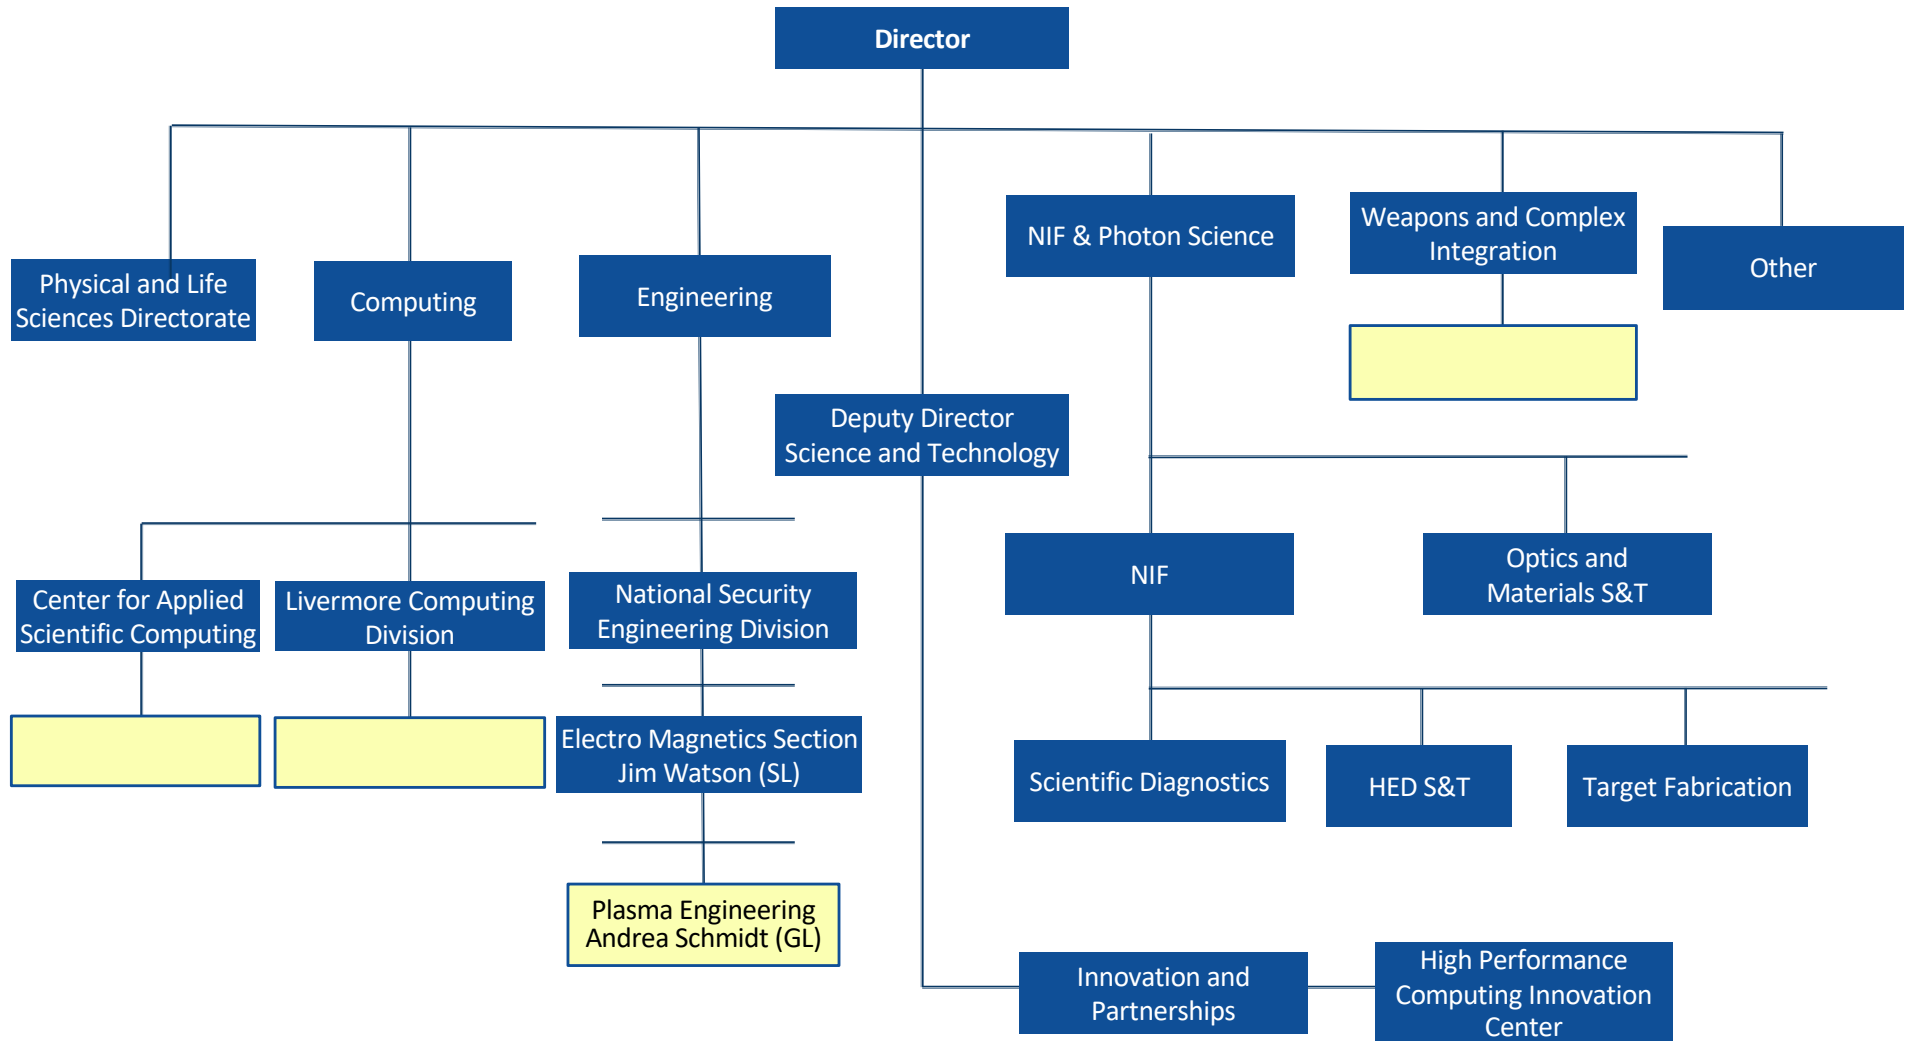 Director
Physical and Life
Sciences Directorate
Computing
Engineering
NIF & Photon Science
Weapons and Complex
Integration
Other
Deputy Director
Science and Technology
Center for Applied
Scientific Computing
Livermore Computing
Division
National Security
Engineering Division
NIF
Optics and
Materials S&T
Electro Magnetics Section
Jim Watson (SL)
Scientific Diagnostics
HED S&T
Target Fabrication
Plasma Engineering
Andrea Schmidt (GL)
Innovation and
Partnerships
High Performance
Computing Innovation
Center